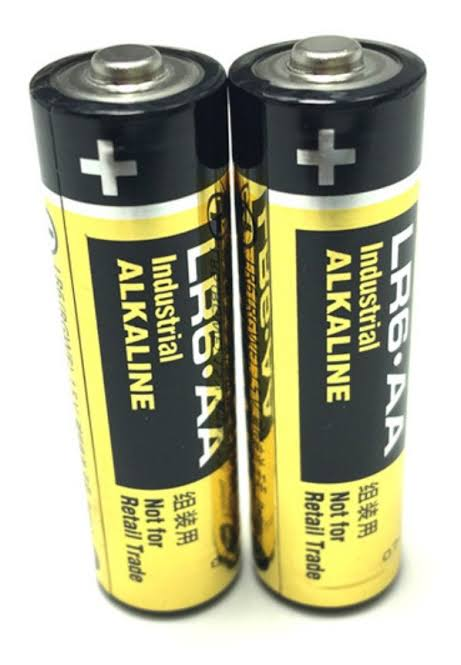 +
LR6•AA
Industrial
ALKALINE
组装用
Not for
Retail Trade
+
LR6•AA
Industrial
ALKALINE
组装用
Not for
Retail Trade